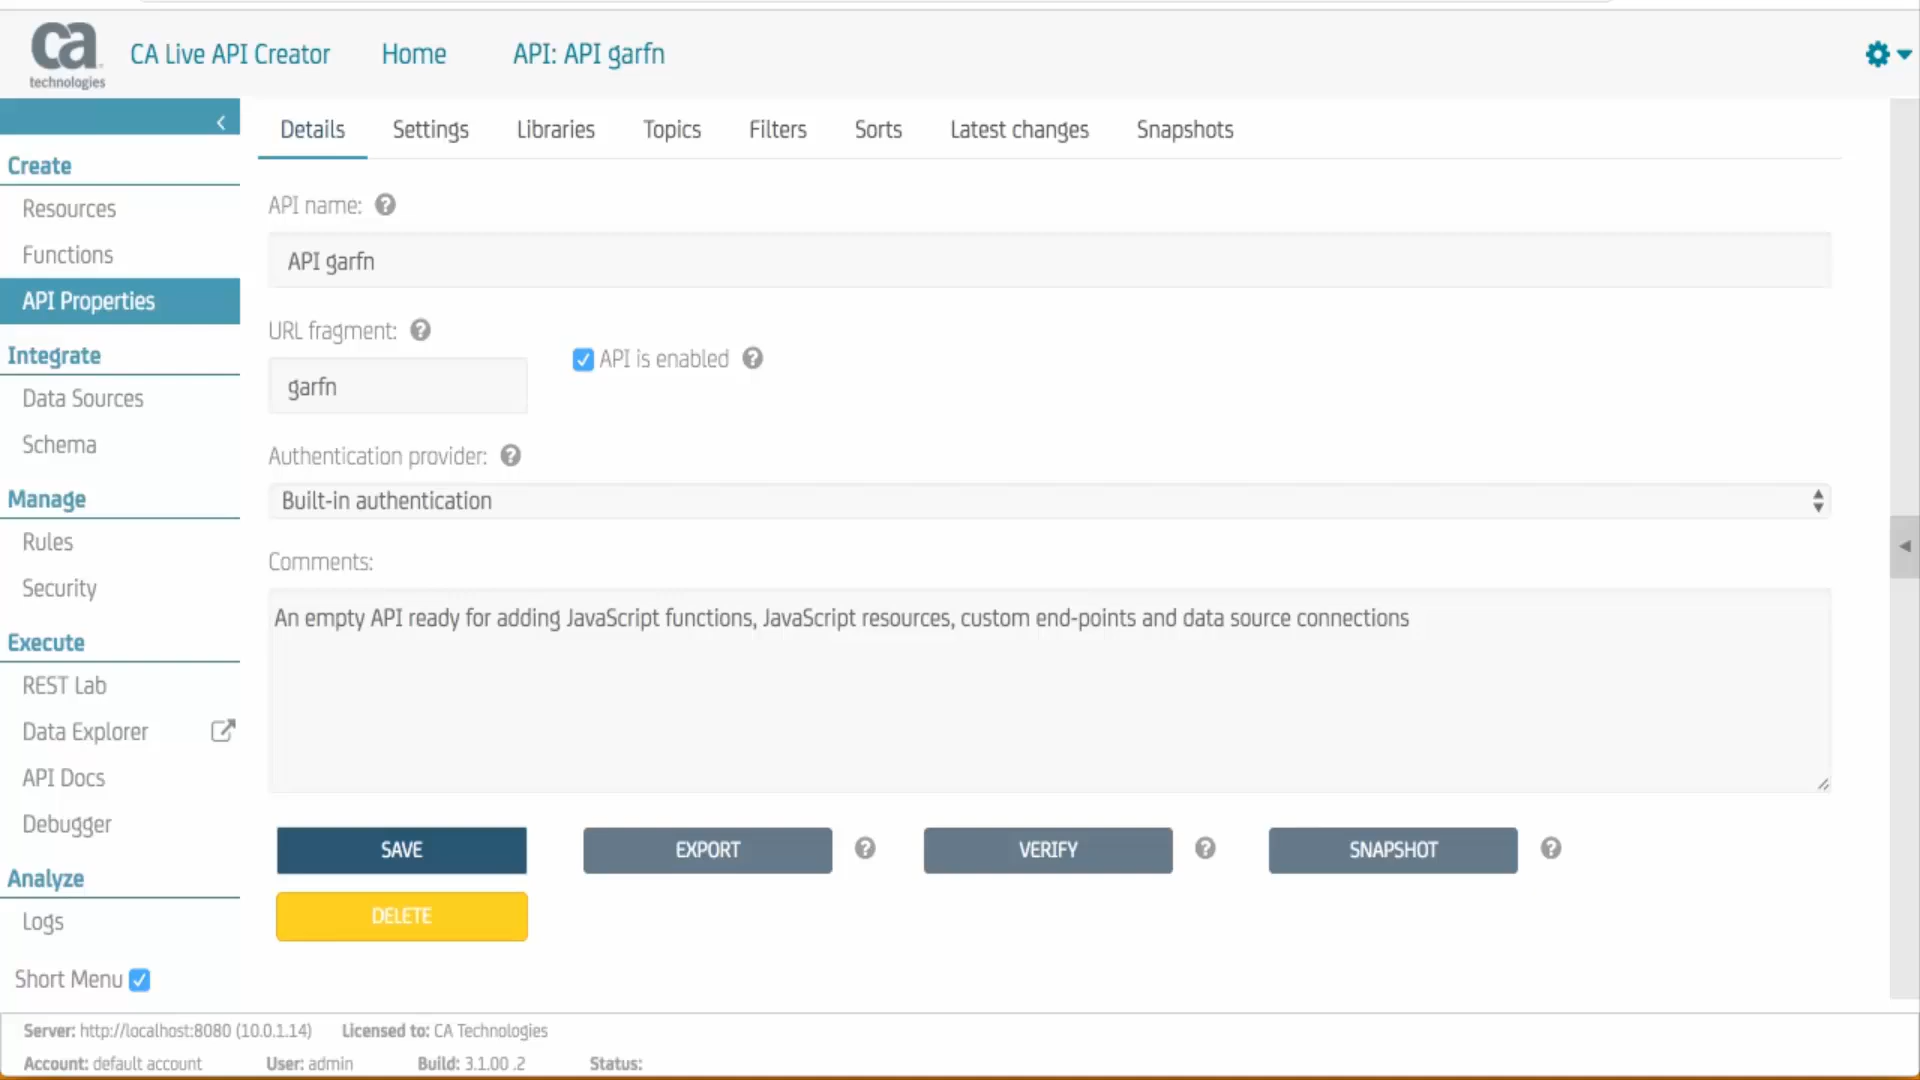 ca
technologies
CA Live API Creator
Home
API: API garfn
Details
Settings
Libraries
Topics
Filters
Sorts
Latest changes
Snapshots
Create
Resources
Functions
API Properties
Integrate
Data Sources
Schema
Manage
Rules
Security
Execute
REST Lab
Data Explorer
API Docs
Debugger
Analyze
Logs
Short Menu
API name:
API garfn
URL fragment:
API is enabled
garfn
Authentication provider:
Built-in authentication
Comments:
An empty API ready for adding JavaScript functions, JavaScript resources, custom end-points and data source connections
SAVE
EXPORT
VERIFY
SNAPSHOT
DELETE
Server: http://localhost:8080 (10.0.1.14) Licensed to: CA Technologies
Account: default account User: admin Build: 3.1.00 .2 Status: